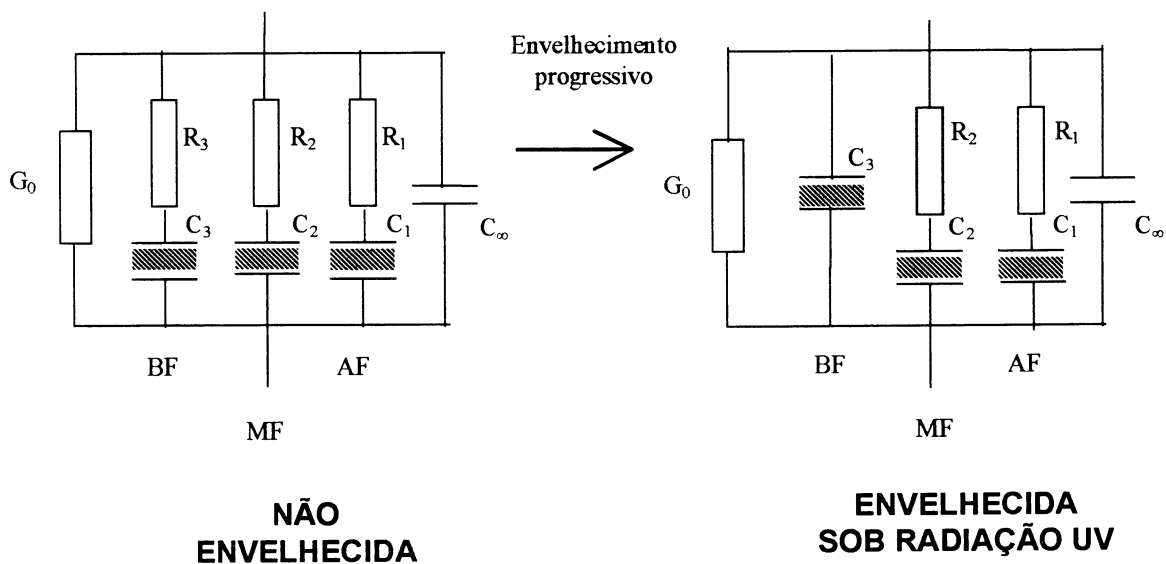 Envelhecimento
progressivo
G₀
R₃
R₂
R₁
C₃
C₂
C₁
C∞
BF
AF
MF
NÃO
ENVELHECIDA
G₀
C₃
R₂
R₁
C₂
C₁
C∞
BF
AF
MF
ENVELHECIDA
SOB RADIAÇÃO UV